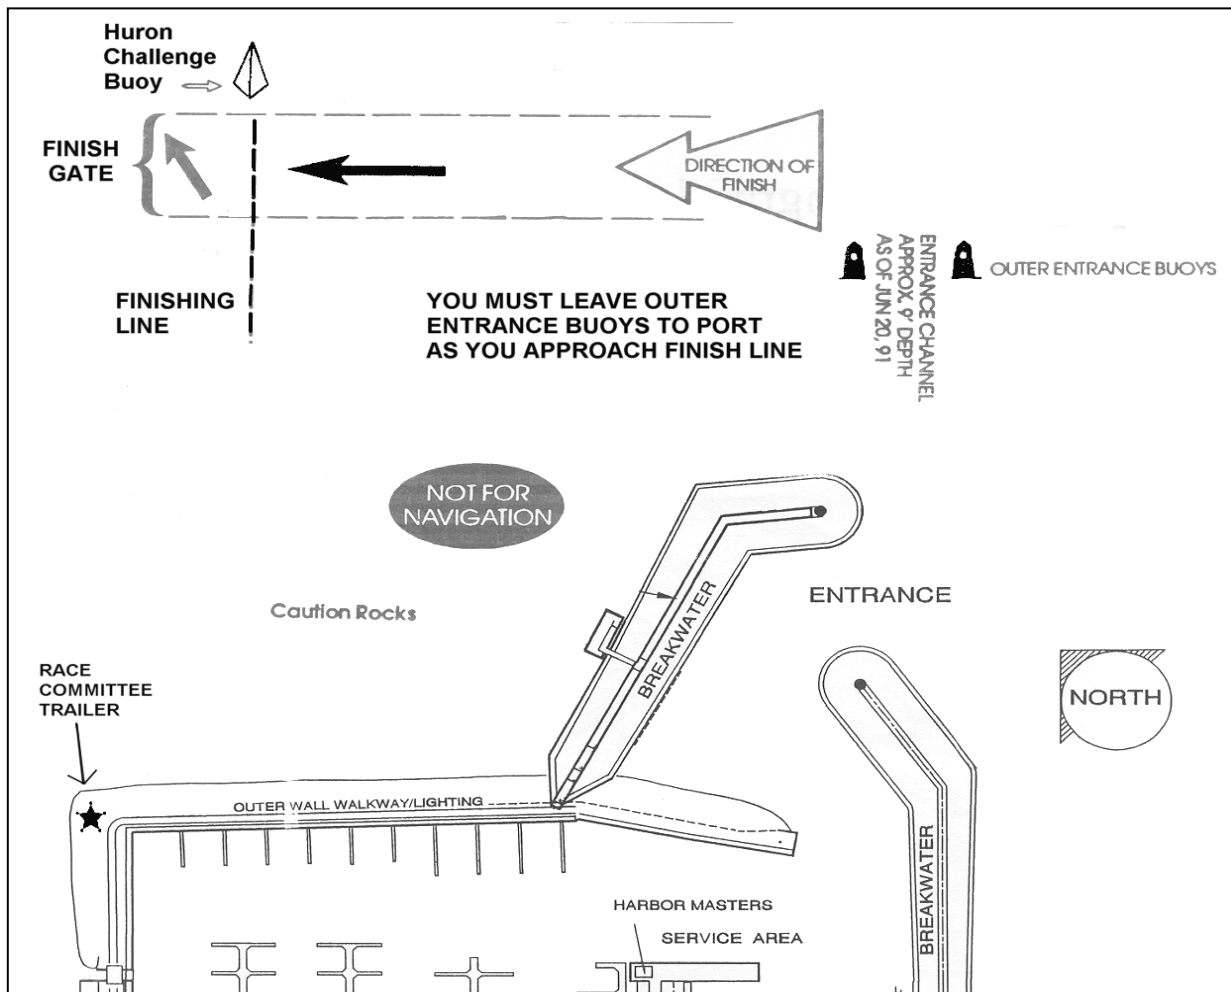 Huron
Challenge
Buoy
FINISH
GATE
DIRECTION OF
FINISH
ENTRANCE CHANNEL
APPROX. 9' DEPTH
AS OF JUN 20, 91
OUTER ENTRANCE BUOYS
FINISHING
LINE
YOU MUST LEAVE OUTER
ENTRANCE BUOYS TO PORT
AS YOU APPROACH FINISH LINE
NOT FOR
NAVIGATION
Caution Rocks
BREAKWATER
ENTRANCE
RACE
COMMITTEE
TRAILER
NORTH
OUTER WALL WALKWAY/LIGHTING
BREAKWATER
HARBOR MASTERS
SERVICE AREA